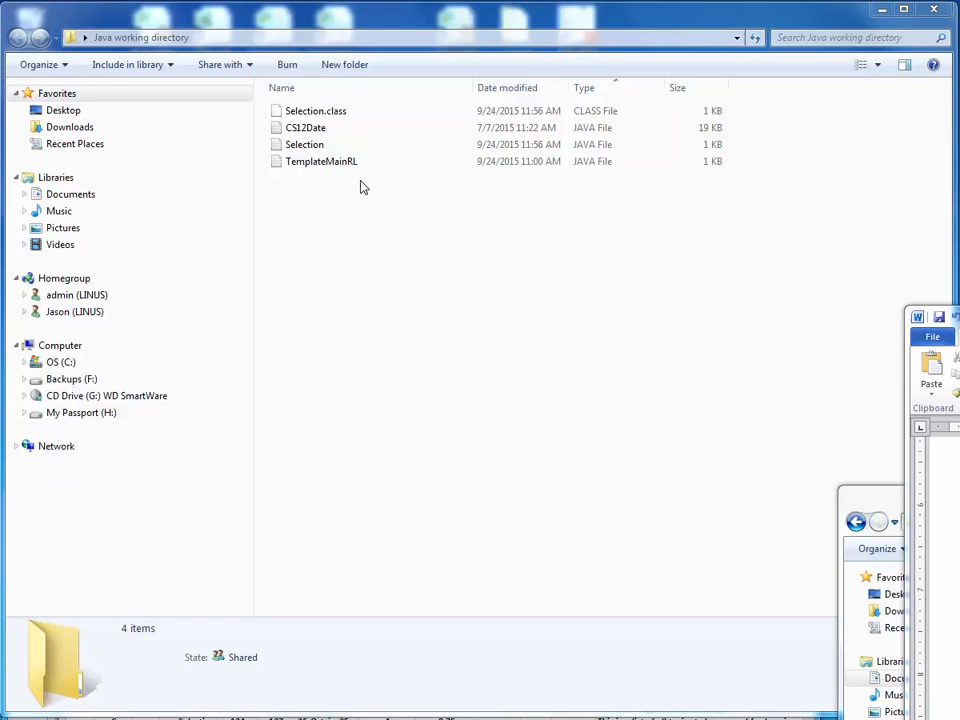 Java working directory
Search Java working directory
Organize
Include in library
Share with
Burn
New folder
Favorites
Desktop
Downloads
Recent Places
Libraries
Documents
Music
Pictures
Videos
Homegroup
admin (LINUS)
Jason (LINUS)
Computer
OS (C:)
Backups (F:)
CD Drive (G:) WD SmartWare
My Passport (H:)
Network
Name Date modified Type Size
Selection.class 9/24/2015 11:56 AM CLASS File 1 KB
CS12Date 7/7/2015 11:22 AM JAVA File 19 KB
Selection 9/24/2015 11:56 AM JAVA File 1 KB
TemplateMainRL 9/24/2015 11:00 AM JAVA File 1 KB
4 items
State: Shared
File
Paste
Clipboard
Organize